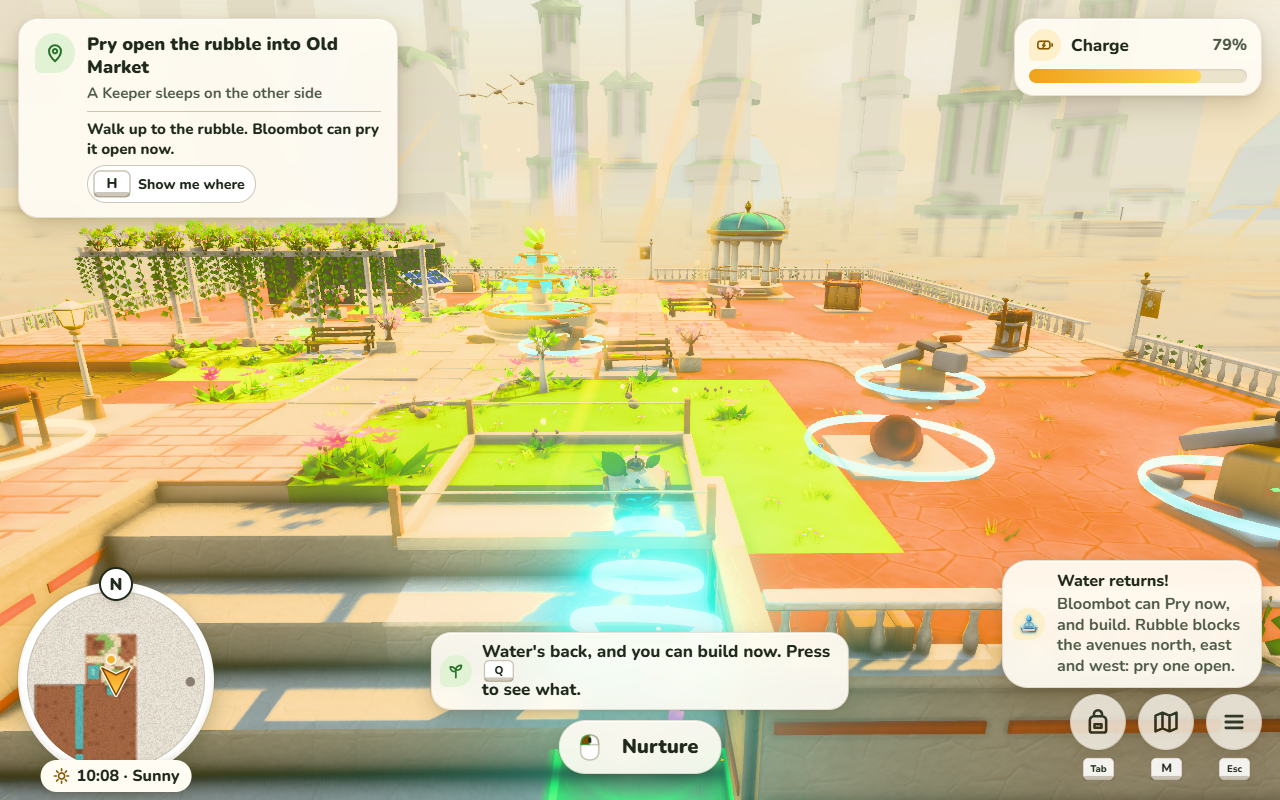 Pry open the rubble into Old
Market
A Keeper sleeps on the other side
Walk up to the rubble. Bloombot can pry
it open now.
H Show me where
Charge 79%
N
10:08 · Sunny
Water's back, and you can build now. Press
Q
to see what.
Nurture
Water returns!
Bloombot can Pry now,
and build. Rubble blocks
the avenues north, east
and west: pry one open.
Tab M Esc